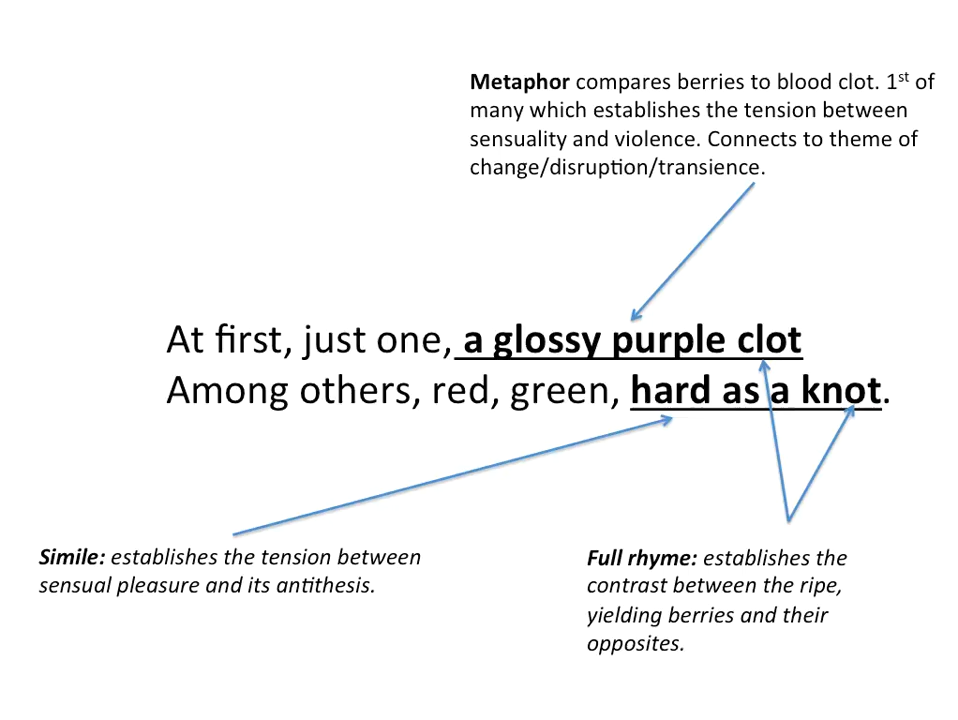 Metaphor compares berries to blood clot. 1st of
many which establishes the tension between
sensuality and violence. Connects to theme of
change/disruption/transience.
At first, just one, a glossy purple clot
Among others, red, green, hard as a knot.
Simile: establishes the tension between
sensual pleasure and its antithesis.
Full rhyme: establishes the
contrast between the ripe,
yielding berries and their
opposites.